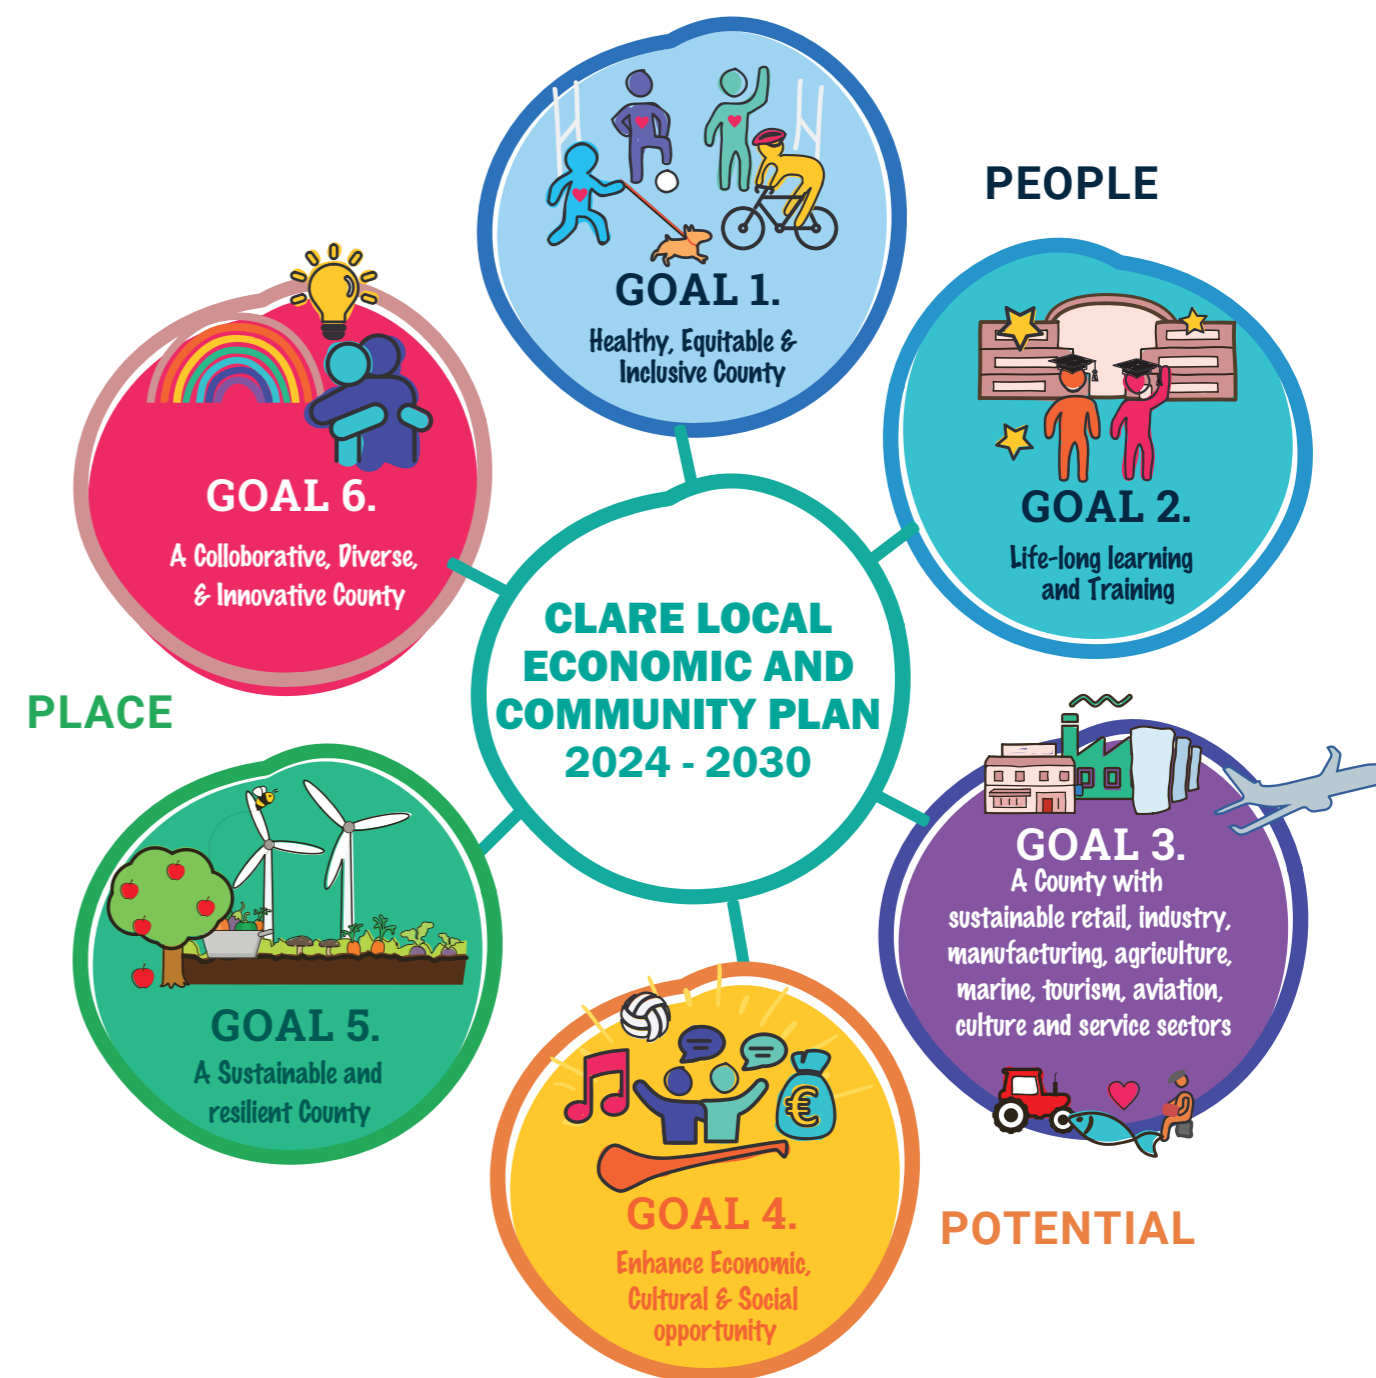 GOAL 1.
Healthy, Equitable &
Inclusive County
PEOPLE
GOAL 2.
Life-long learning
and Training
GOAL 3.
A County with
sustainable retail, industry,
manufacturing, agriculture,
marine, tourism, aviation,
culture and service sectors
POTENTIAL
GOAL 4.
Enhance Economic,
Cultural & Social
opportunity
GOAL 5.
A Sustainable and
resilient County
PLACE
GOAL 6.
A Colloborative, Diverse,
& Innovative County
CLARE LOCAL
ECONOMIC AND
COMMUNITY PLAN
2024 - 2030
€